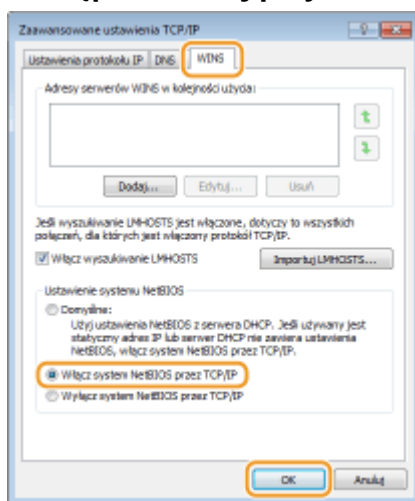 Zaawansowane ustawienia TCP/IP
Ustawienia protokołu IP DNS WINS
Adresy serwerów WINS w kolejności użycia:
Dodaj... Edytuj... Usuń
Jeśli wyszukiwanie LMHOSTS jest włączone, dotyczy to wszystkich
połączeń, dla których jest włączony protokół TCP/IP.
Włącz wyszukiwanie LMHOSTS Importuj LMHOSTS...
Ustawienie systemu NetBIOS
Domyślne:
Użyj ustawienia NetBIOS z serwera DHCP. Jeśli używany jest
statyczny adres IP lub serwer DHCP nie zawiera ustawienia
NetBIOS, włącz system NetBIOS przez TCP/IP.
Włącz system NetBIOS przez TCP/IP
Wyłącz system NetBIOS przez TCP/IP
OK Anuluj